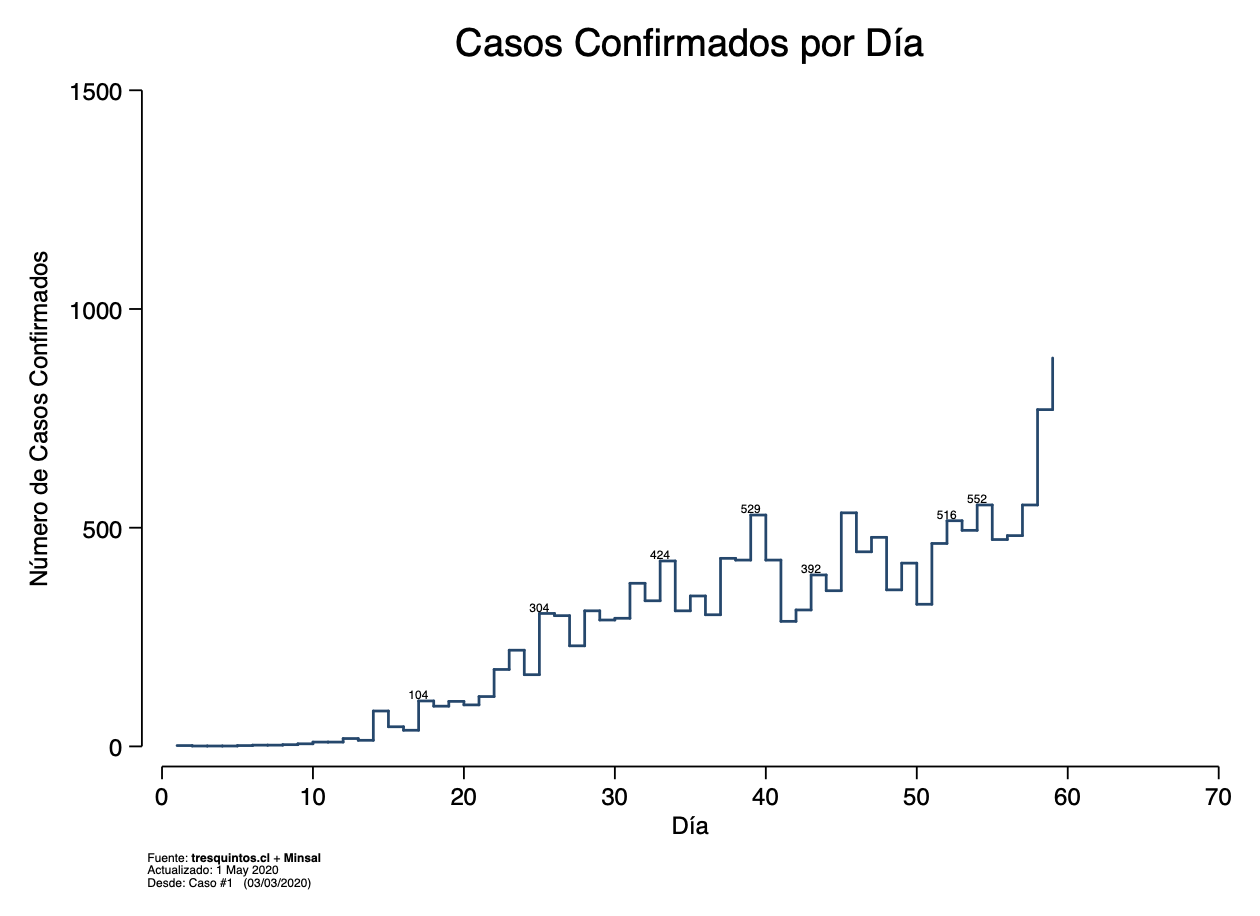 Casos Confirmados por Día
1500
1000
500
0
Número de Casos Confirmados
104
304
424
529
392
516
552
0 10 20 30 40 50 60 70
Día
Fuente: tresquintos.cl + Minsal
Actualizado: 1 May 2020
Desde: Caso #1 (03/03/2020)